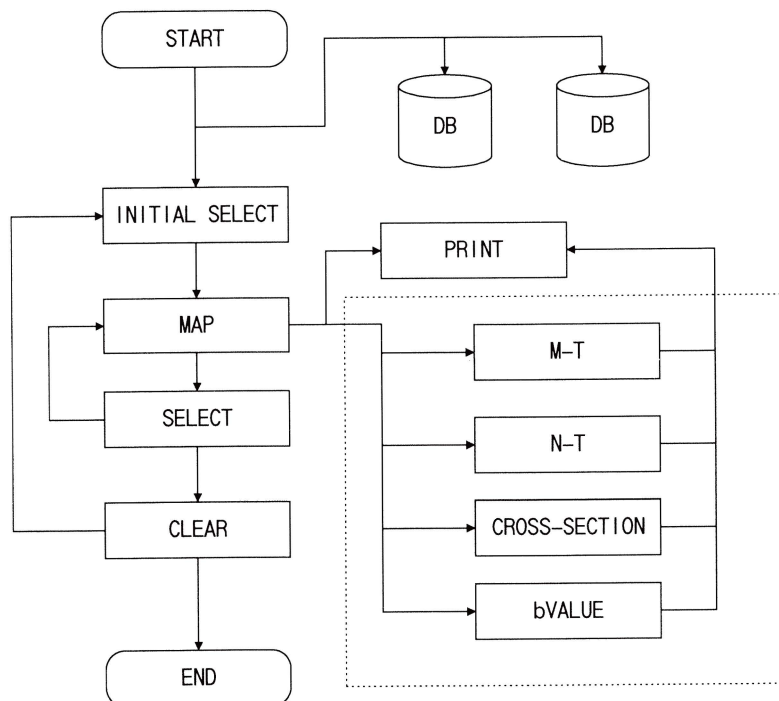 START
DB
DB
INITIAL SELECT
PRINT
MAP
M-T
SELECT
N-T
CLEAR
CROSS-SECTION
bVALUE
END